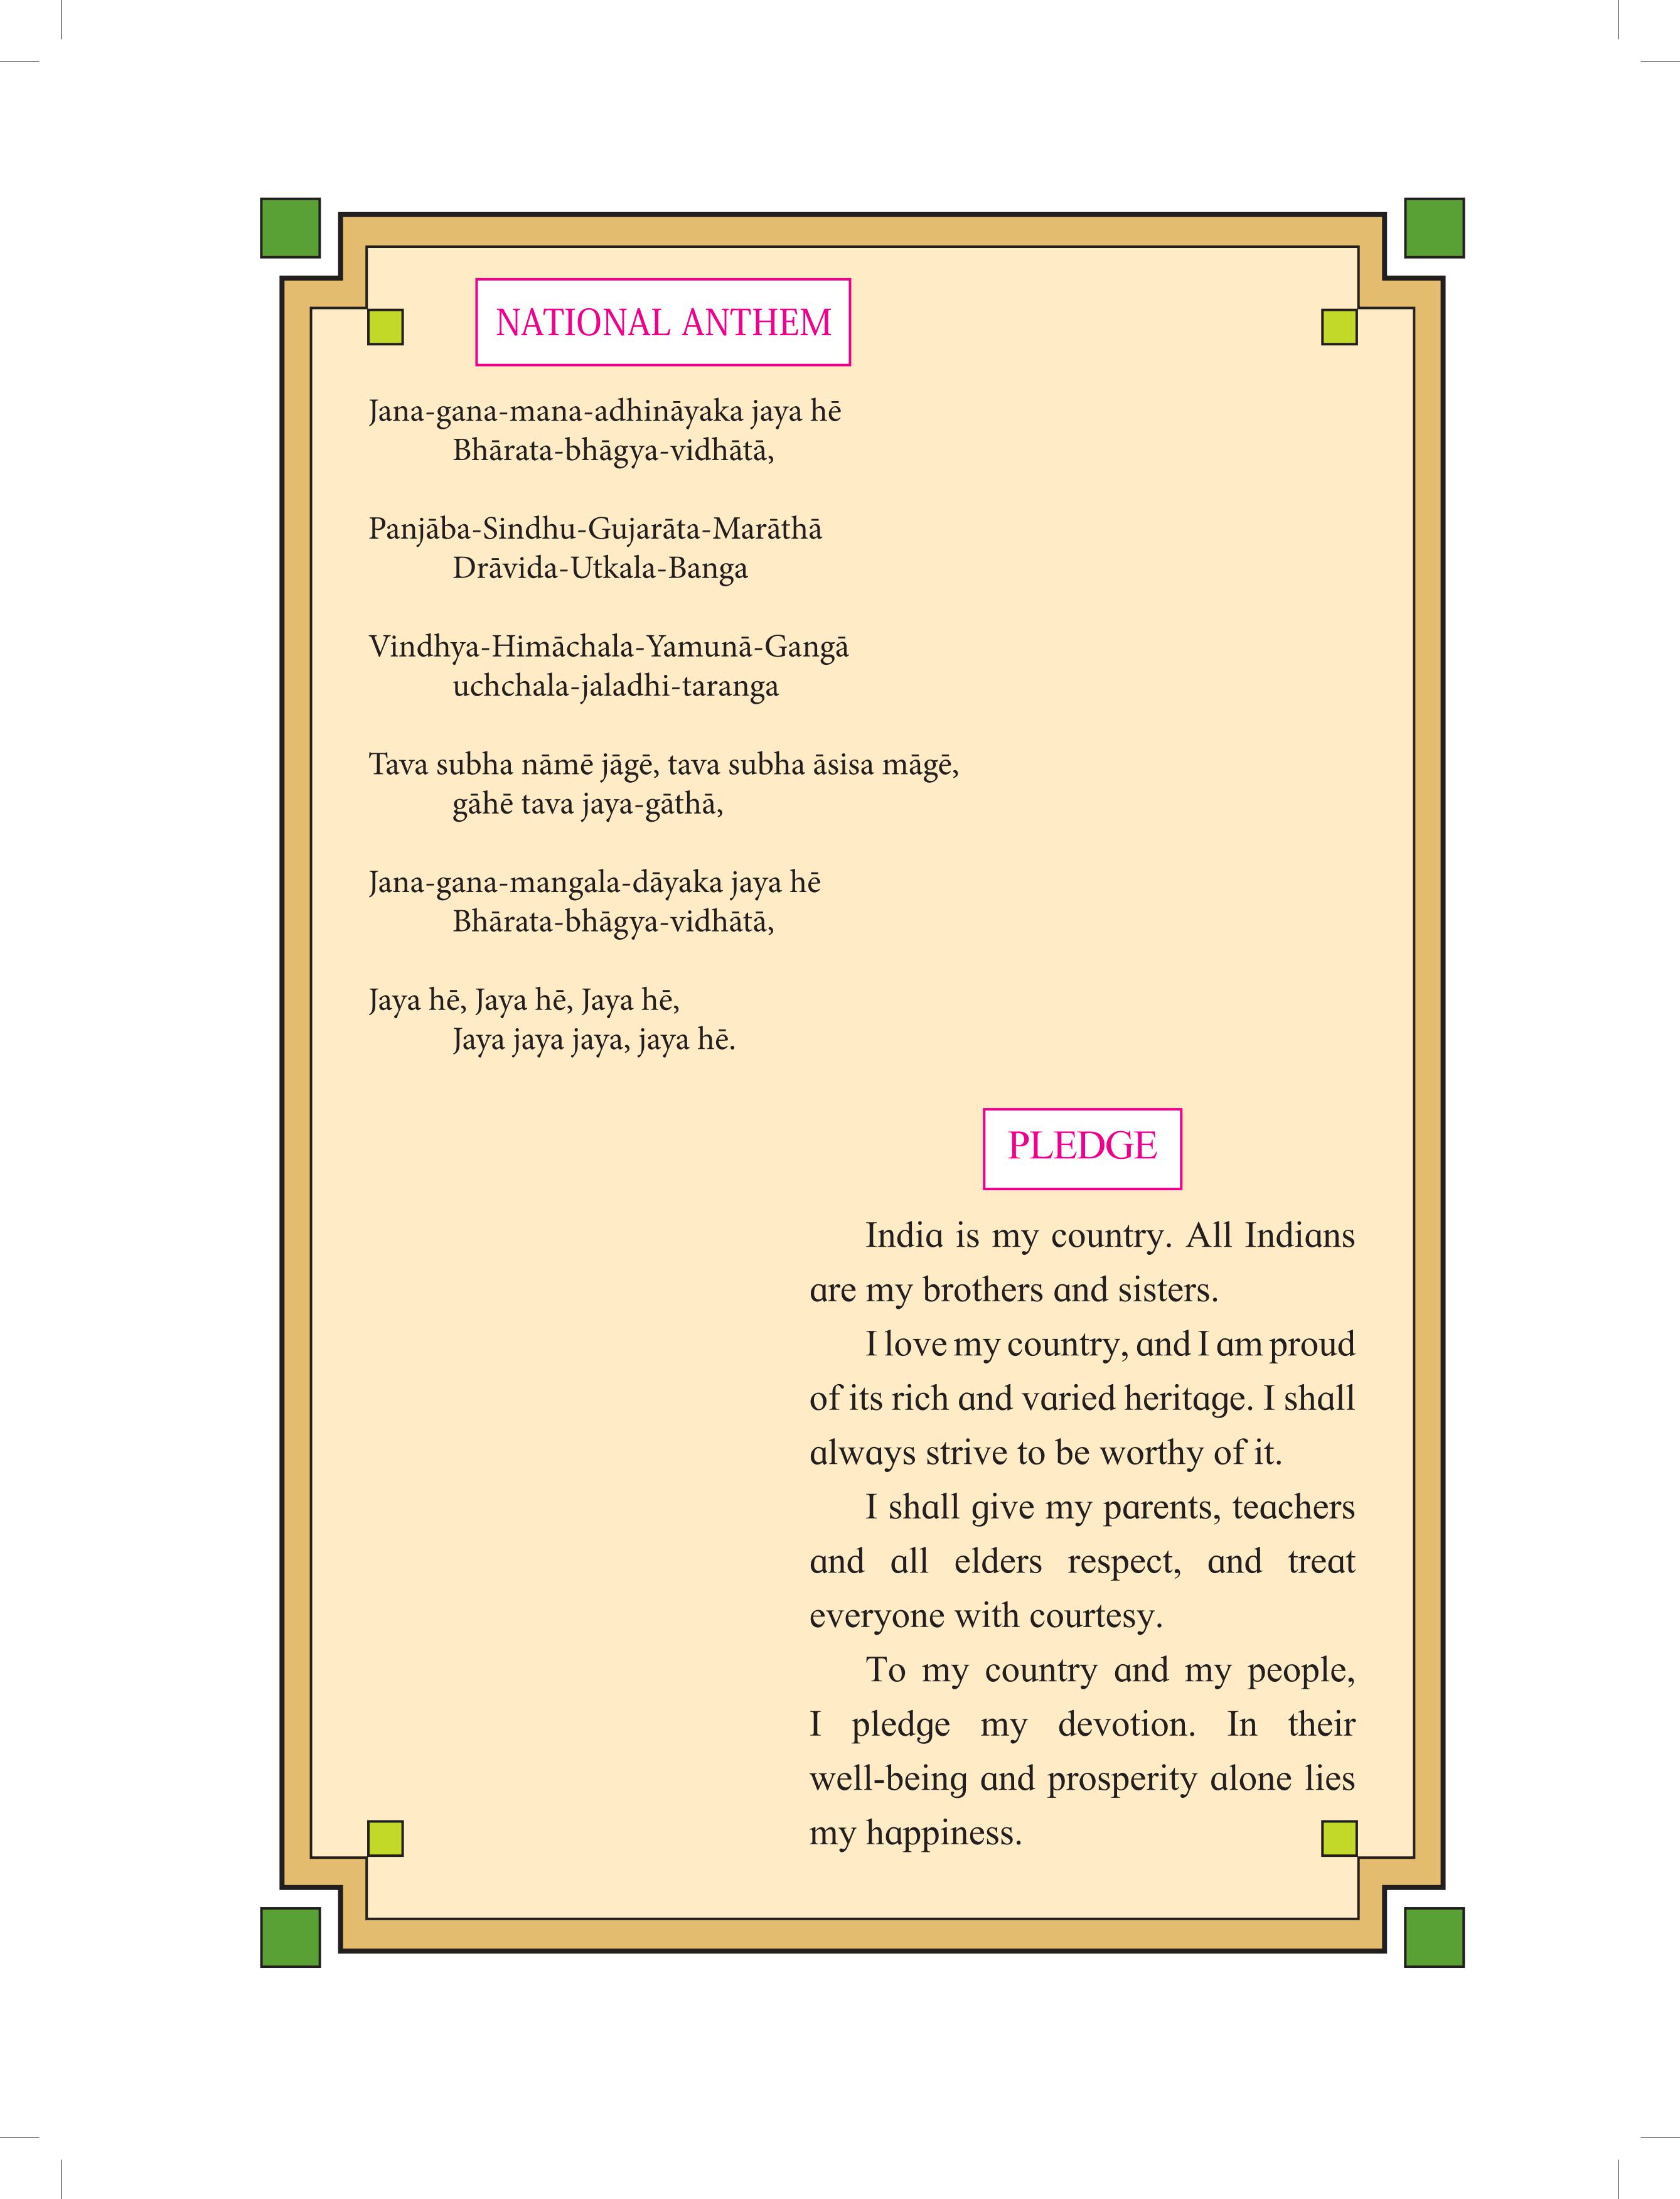 NATIONAL ANTHEM
Jana-gana-mana-adhināyaka jaya hē
Bhārata-bhāgya-vidhātā,
Panjāba-Sindhu-Gujarāta-Marāthā
Drāvida-Utkala-Banga
Vindhya-Himāchala-Yamunā-Gangā
uchchala-jaladhi-taranga
Tava subha nāmē jāgē, tava subha āsisa māgē,
gāhē tava jaya-gāthā,
Jana-gana-mangala-dāyaka jaya hē
Bhārata-bhāgya-vidhātā,
Jaya hē, Jaya hē, Jaya hē,
Jaya jaya jaya, jaya hē.
PLEDGE
India is my country. All Indians
are my brothers and sisters.
I love my country, and I am proud
of its rich and varied heritage. I shall
always strive to be worthy of it.
I shall give my parents, teachers
and all elders respect, and treat
everyone with courtesy.
To my country and my people,
I pledge my devotion. In their
well-being and prosperity alone lies
my happiness.